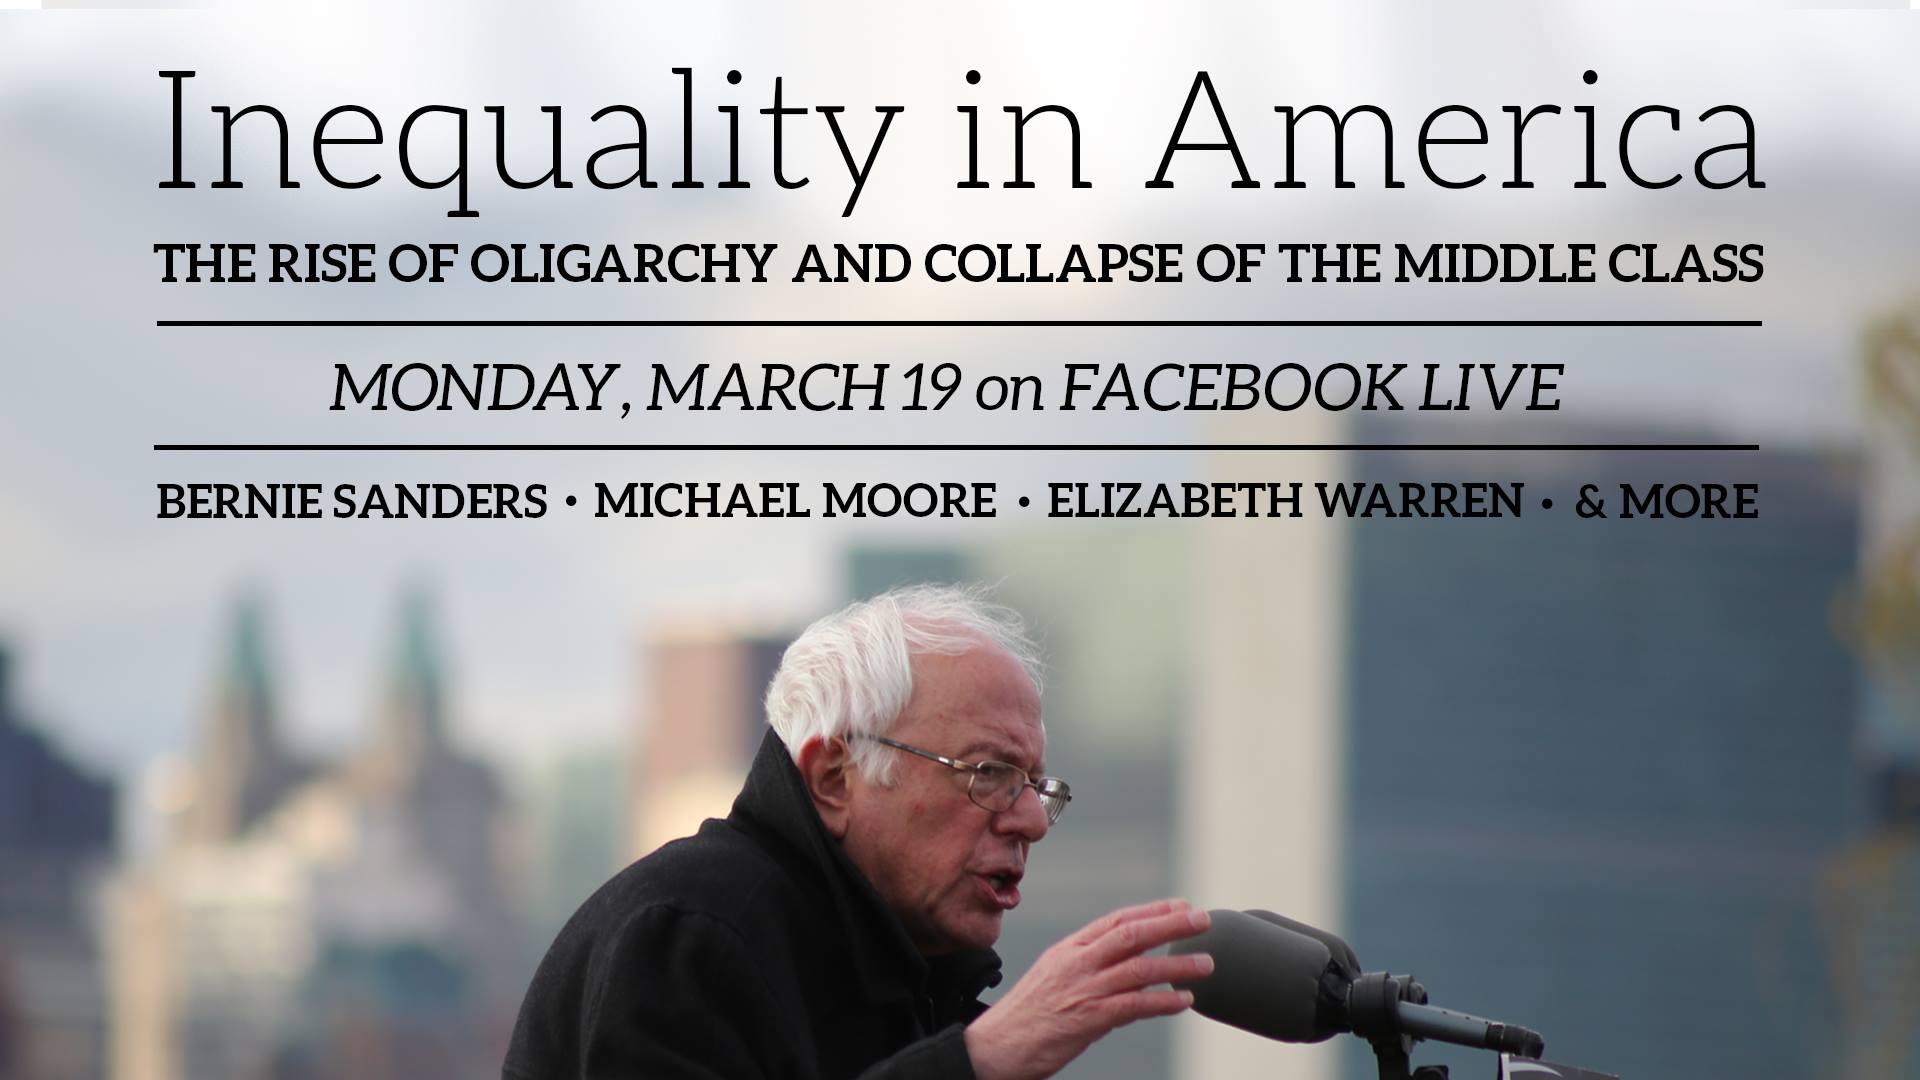 Inequality in America
THE RISE OF OLIGARCHY AND COLLAPSE OF THE MIDDLE CLASS
MONDAY, MARCH 19 on FACEBOOK LIVE
BERNIE SANDERS • MICHAEL MOORE • ELIZABETH WARREN • & MORE